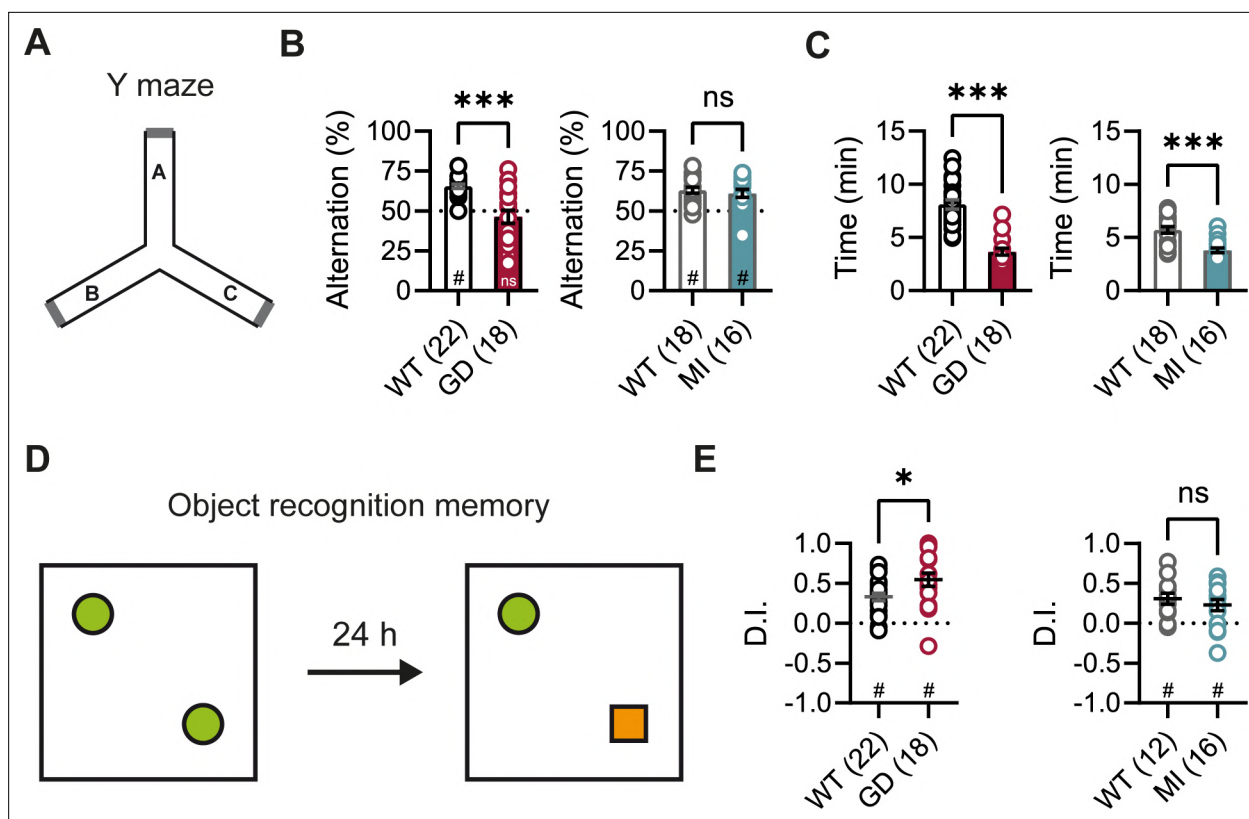 A
Y maze
A
B
C
B
Alternation (%)
100
75
50
25
0
***
#
ns
WT (22)
GD (18)
Alternation (%)
100
75
50
25
0
ns
#
#
WT (18)
MI (16)
C
Time (min)
15
10
5
0
***
WT (22)
GD (18)
Time (min)
15
10
5
0
***
WT (18)
MI (16)
D
Object recognition memory
24 h
E
D.I.
1.0
0.5
0.0
-0.5
-1.0
*
#
#
WT (22)
GD (18)
D.I.
1.0
0.5
0.0
-0.5
-1.0
ns
#
#
WT (12)
MI (16)